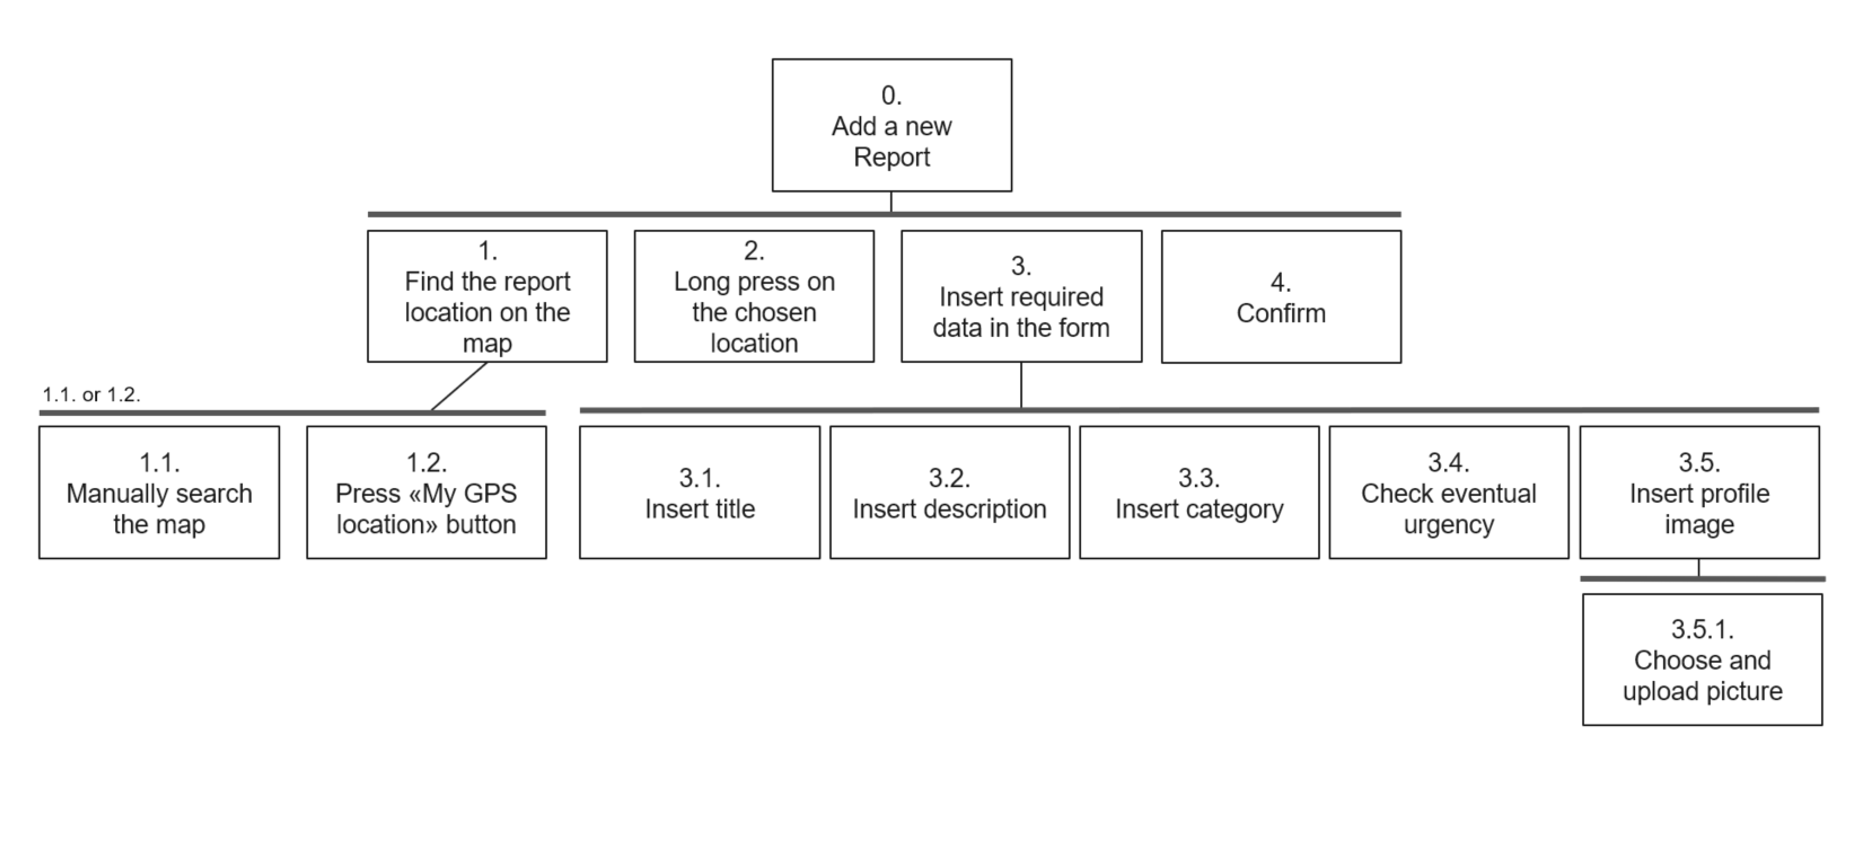 0.
Add a new
Report
1.
Find the report
location on the
map
2.
Long press on
the chosen
location
3.
Insert required
data in the form
4.
Confirm
1.1. or 1.2.
1.1.
Manually search
the map
1.2.
Press «My GPS
location» button
3.1.
Insert title
3.2.
Insert description
3.3.
Insert category
3.4.
Check eventual
urgency
3.5.
Insert profile
image
3.5.1.
Choose and
upload picture